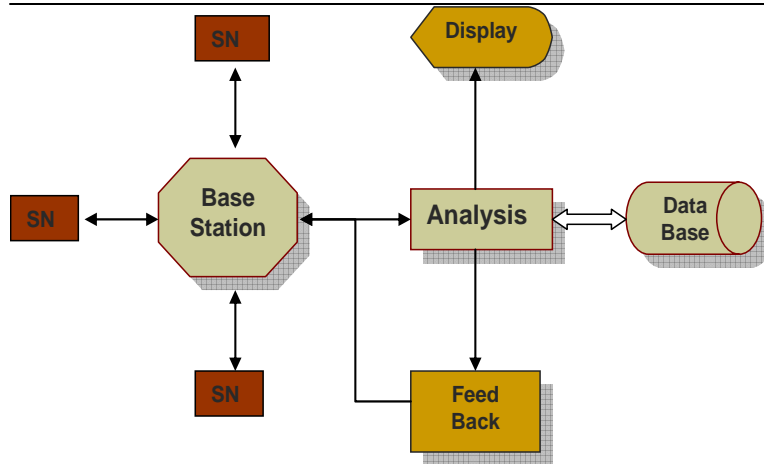 SN
Display
SN
Base
Station
Analysis
Data
Base
SN
Feed
Back